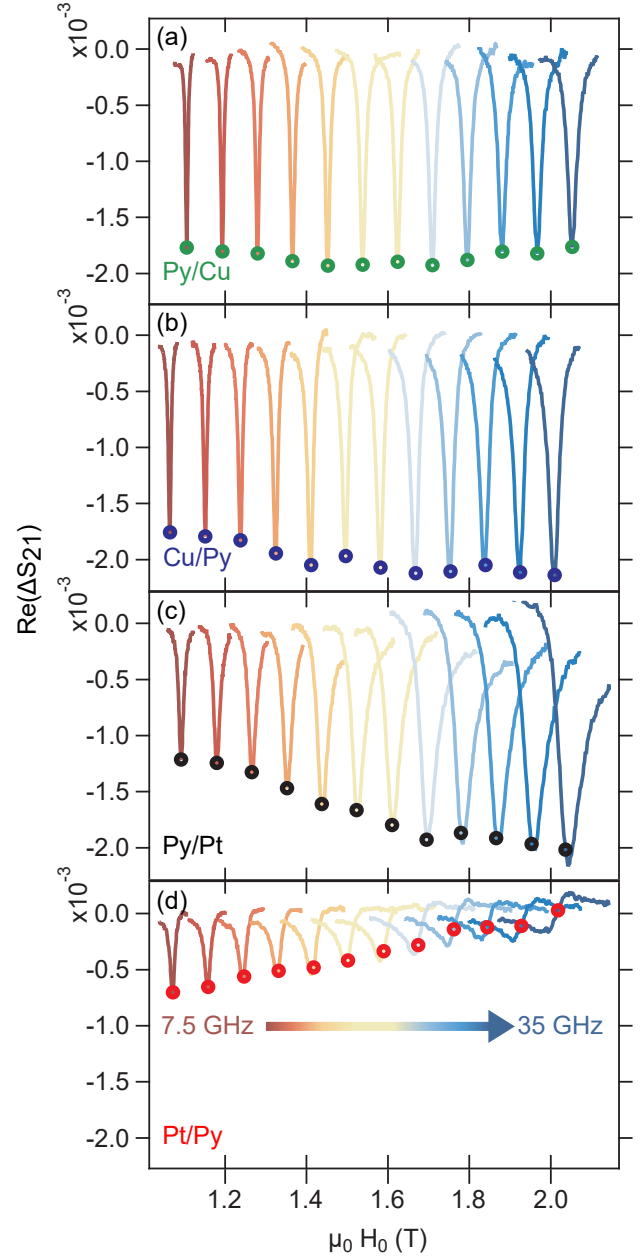 x10⁻³
(a)
0.0
-0.5
-1.0
-1.5
-2.0
Py/Cu
x10⁻³
(b)
0.0
-0.5
-1.0
-1.5
-2.0
Cu/Py
Re(ΔS₂₁)
x10⁻³
(c)
0.0
-0.5
-1.0
-1.5
-2.0
Py/Pt
x10⁻³
(d)
0.0
-0.5
-1.0
-1.5
-2.0
7.5 GHz 35 GHz
Pt/Py
1.2 1.4 1.6 1.8 2.0
μ₀ H₀ (T)